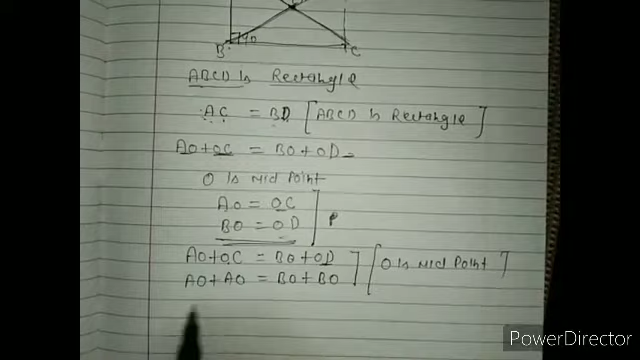 B
C
ABCD is Rectangle
AC = BD [ABCD is Rectangle]
AO+OC = BO+OD
O is mid Point
AO = OC
BO = OD
AO+OC = BO+OD
AO+AO = BO+BO
[O is mid Point]
PowerDirector